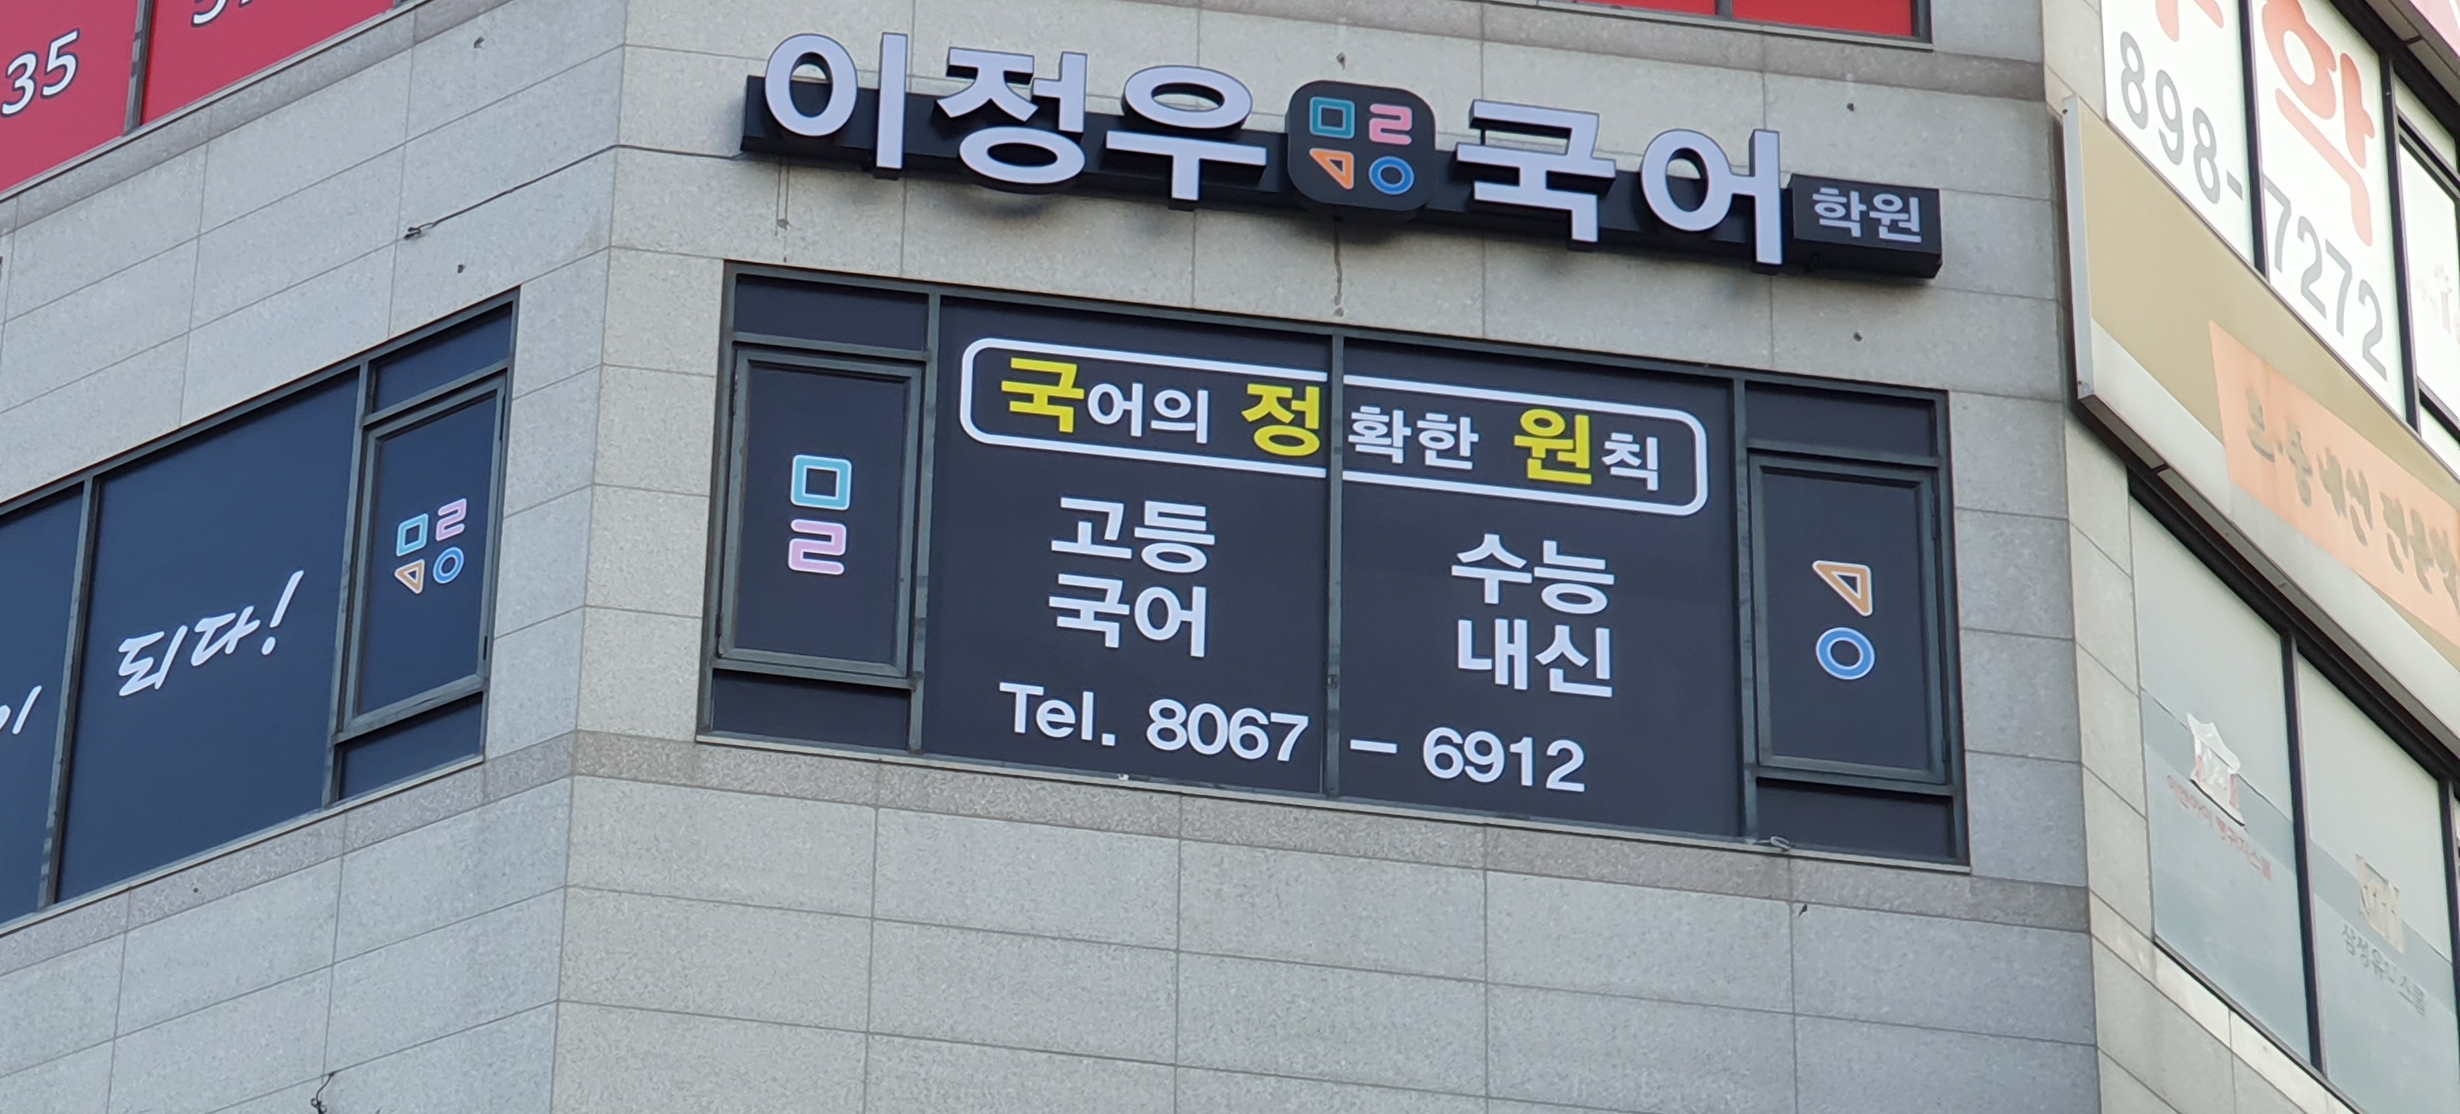 35
이정우 국어 학원
898-7272
국어의 정확한 원칙
고등 수능
국어 내신
Tel. 8067 - 6912
되다!